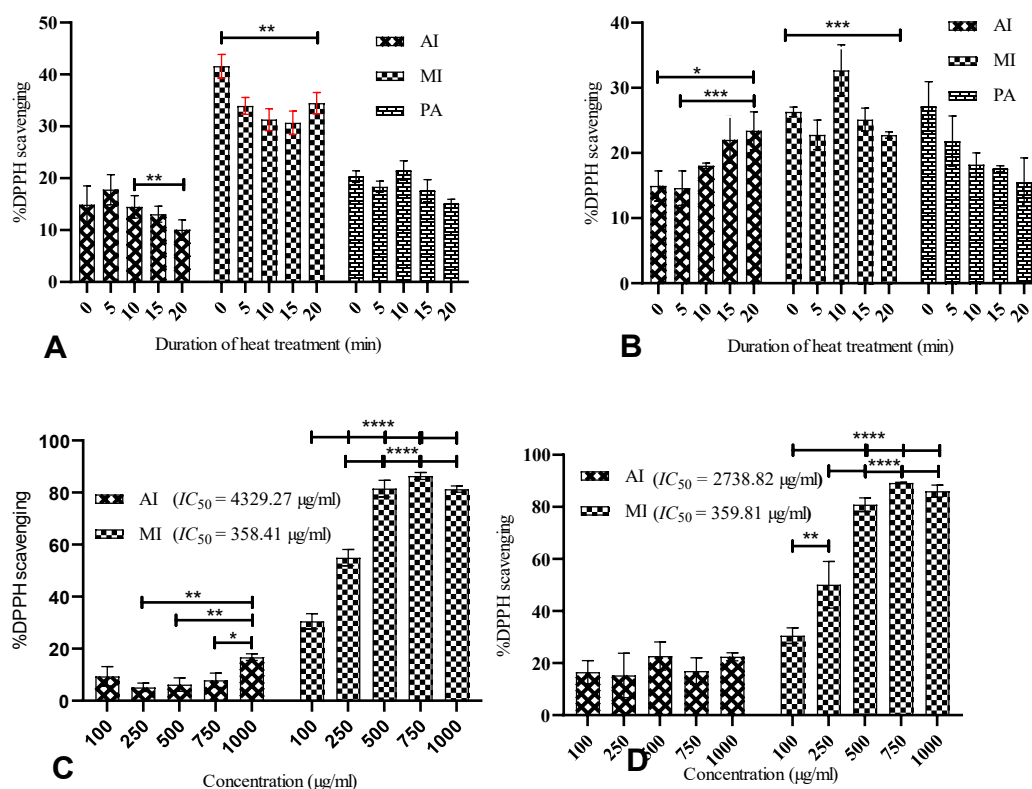 50
40
30
20
10
0
%DPPH scavenging
**
**
AI
MI
PA
0 5 10 15 20 0 5 10 15 20 0 5 10 15 20
Duration of heat treatment (min)
A
40
30
20
10
0
%DPPH scavenging
*
***
***
AI
MI
PA
0 5 10 15 20 0 5 10 15 20 0 5 10 15 20
Duration of heat treatment (min)
B
100
80
60
40
20
0
%DPPH scavenging
****
****
AI (IC50 = 4329.27 µg/ml)
MI (IC50 = 358.41 µg/ml)
**
**
*
100 250 500 750 1000 100 250 500 750 1000
Concentration (µg/ml)
C
100
80
60
40
20
0
%DPPH scavenging
****
****
AI (IC50 = 2738.82 µg/ml)
MI (IC50 = 359.81 µg/ml)
**
100 250 500 750 1000 100 250 500 750 1000
Concentration (µg/ml)
D